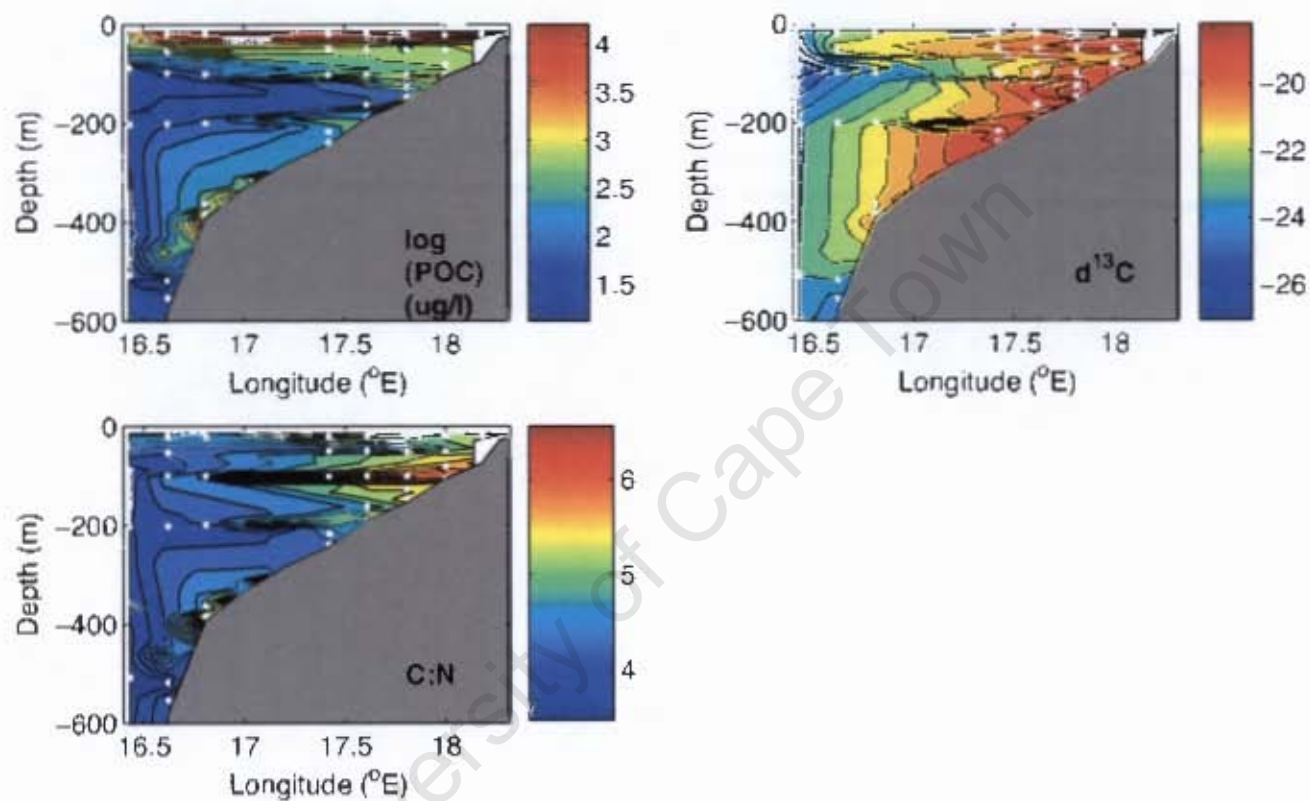 0
−200
−400
−600
Depth (m)
16.5 17 17.5 18
Longitude (°E)
log
(POC)
(ug/l)
4
3.5
3
2.5
2
1.5
0
−200
−400
−600
Depth (m)
16.5 17 17.5 18
Longitude (°E)
d¹³C
−20
−22
−24
−26
0
−200
−400
−600
Depth (m)
16.5 17 17.5 18
Longitude (°E)
C:N
6
5
4
ersity of Cape Town